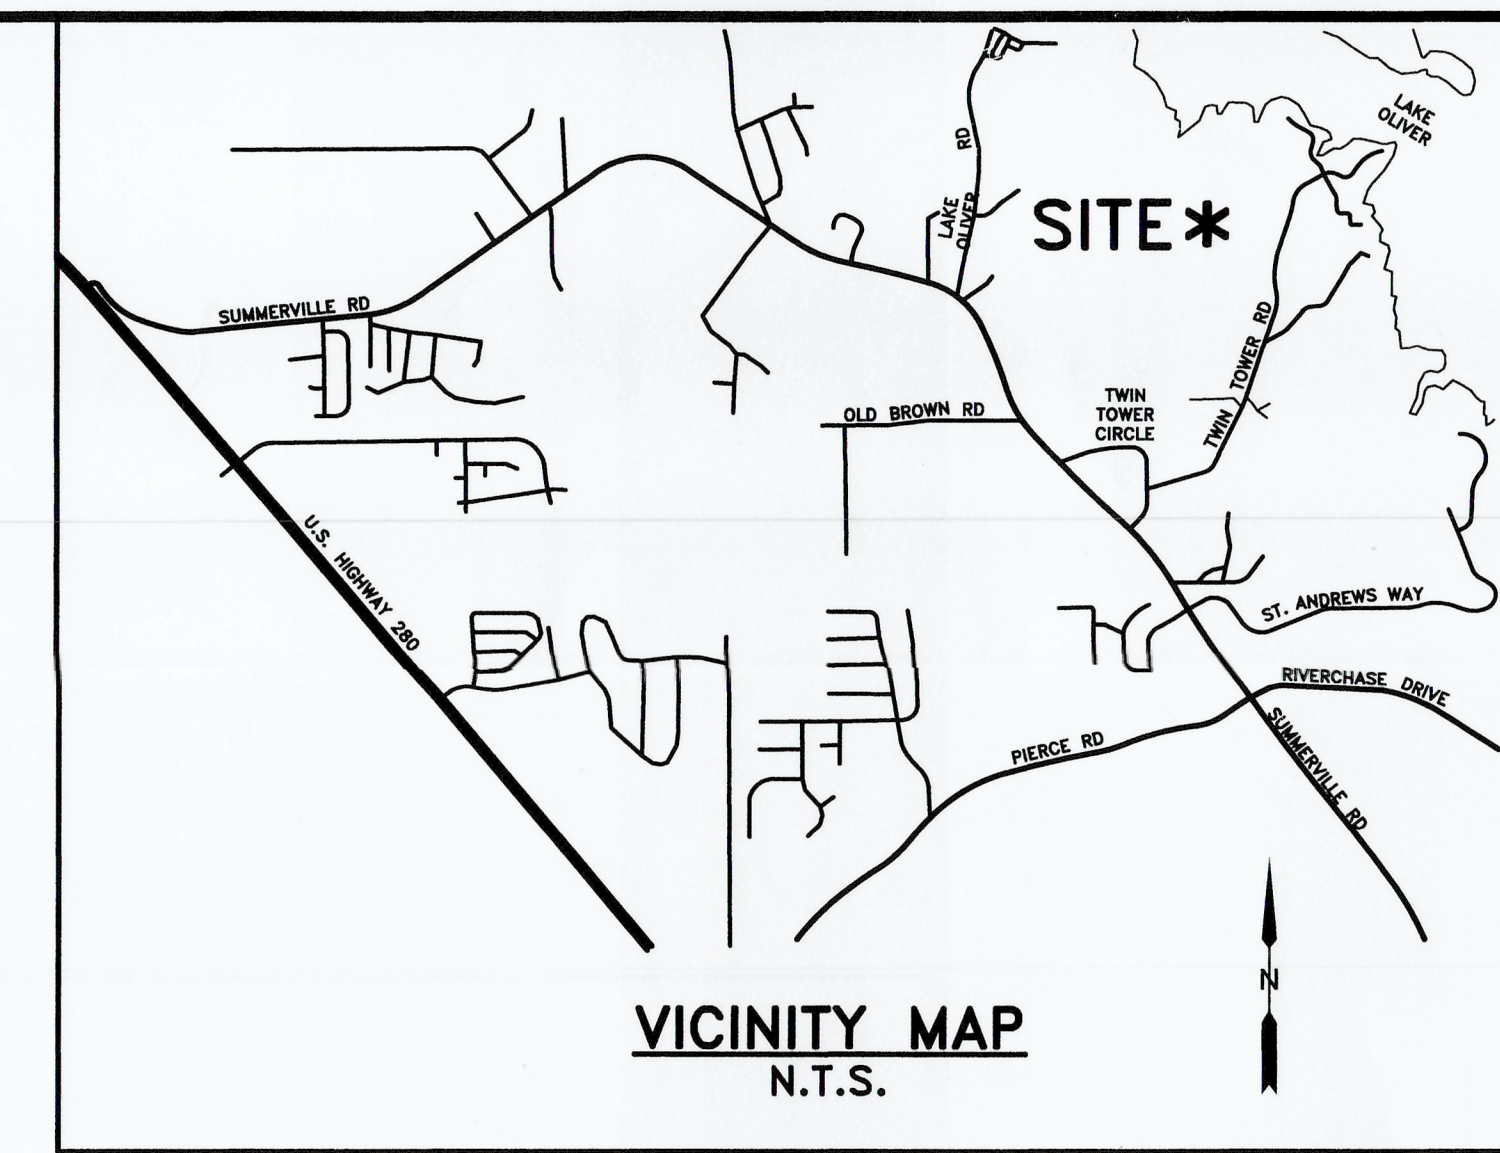 LAKE
OLIVER
RD
LAKE
OLIVER
SITE*
SUMMERVILLE RD
TWIN TOWER RD
TWIN
TOWER
CIRCLE
OLD BROWN RD
U.S. HIGHWAY 280
ST. ANDREWS WAY
RIVERCHASE DRIVE
PIERCE RD
SUMMERVILLE RD
N
VICINITY MAP
N.T.S.